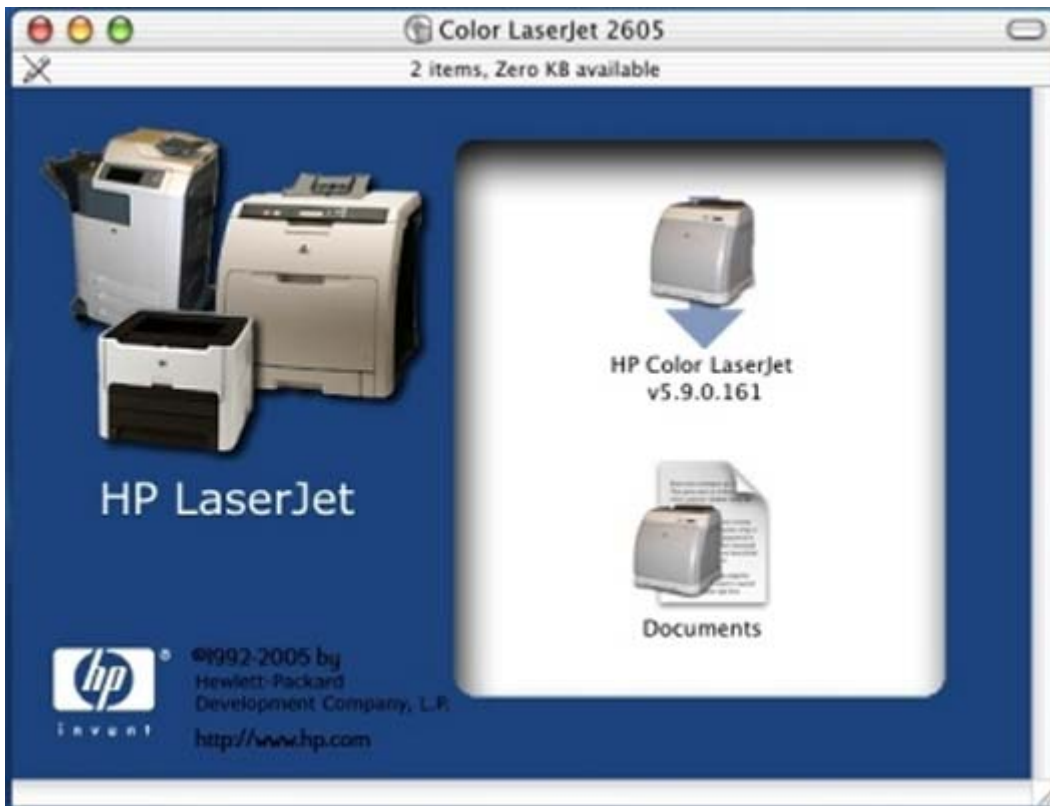 Color LaserJet 2605
2 items, Zero KB available
HP Color LaserJet
v5.9.0.161
HP LaserJet
Documents
hp
invent
®
©1992-2005 by
Hewlett-Packard
Development Company, L.P.
http://www.hp.com